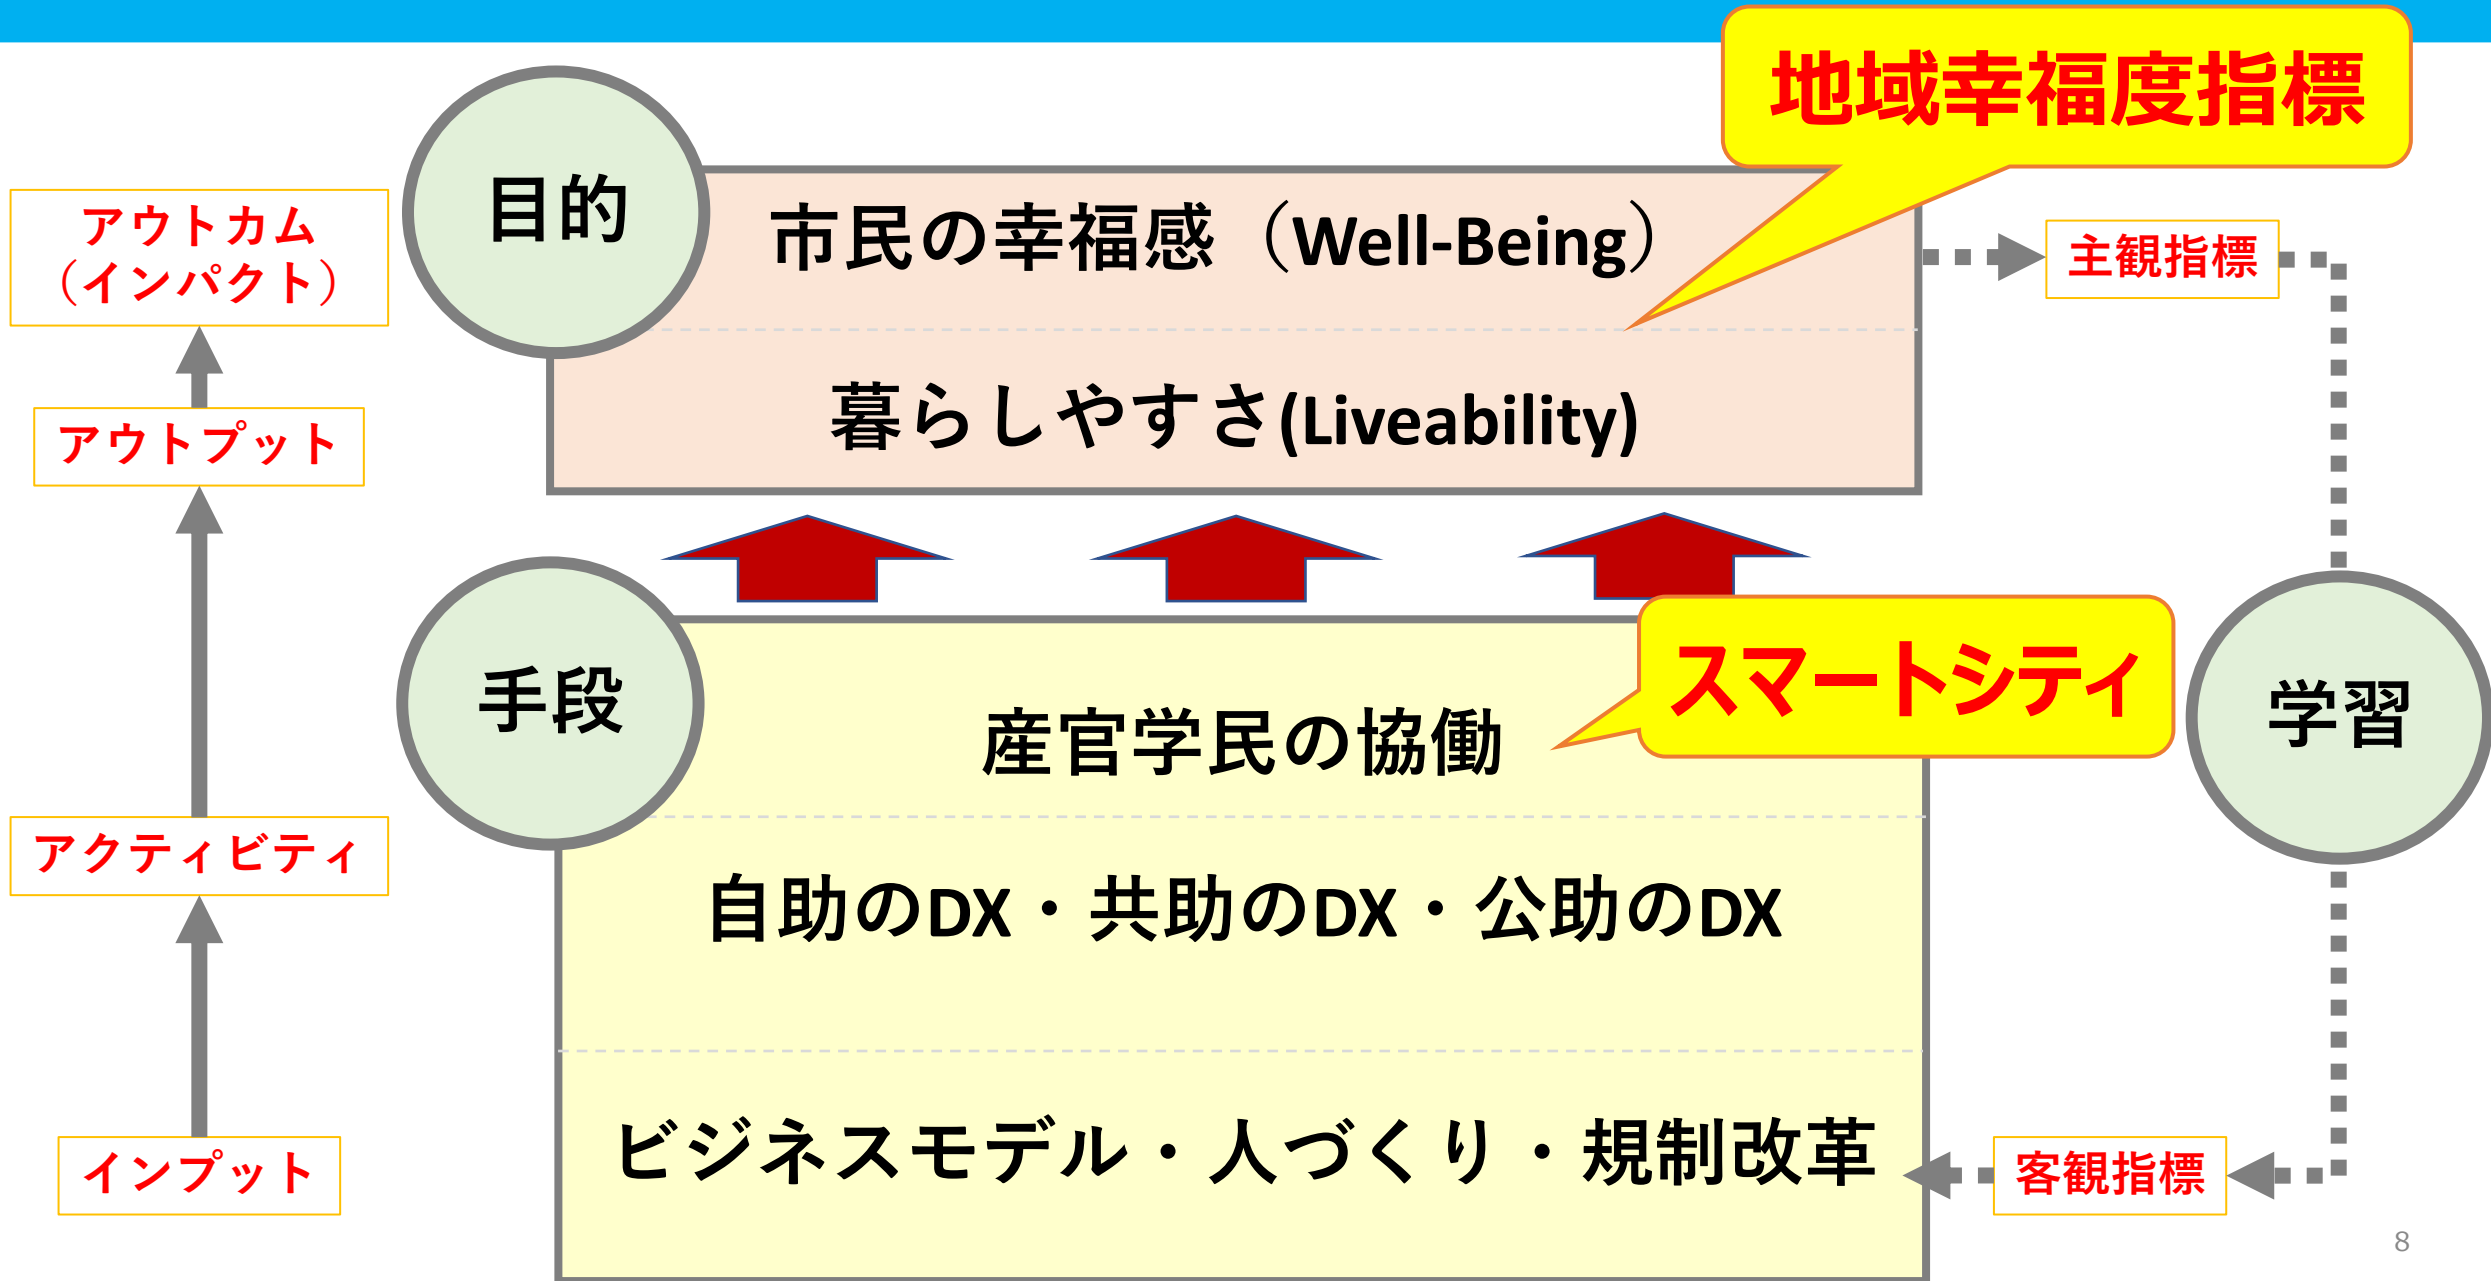 地域幸福度指標
目的
市民の幸福感（Well-Being）
暮らしやすさ(Liveability)
アウトカム
（インパクト）
アウトプット
アクティビティ
インプット
主観指標
手段
スマートシティ
産官学民の協働
自助のDX・共助のDX・公助のDX
ビジネスモデル・人づくり・規制改革
学習
客観指標
8